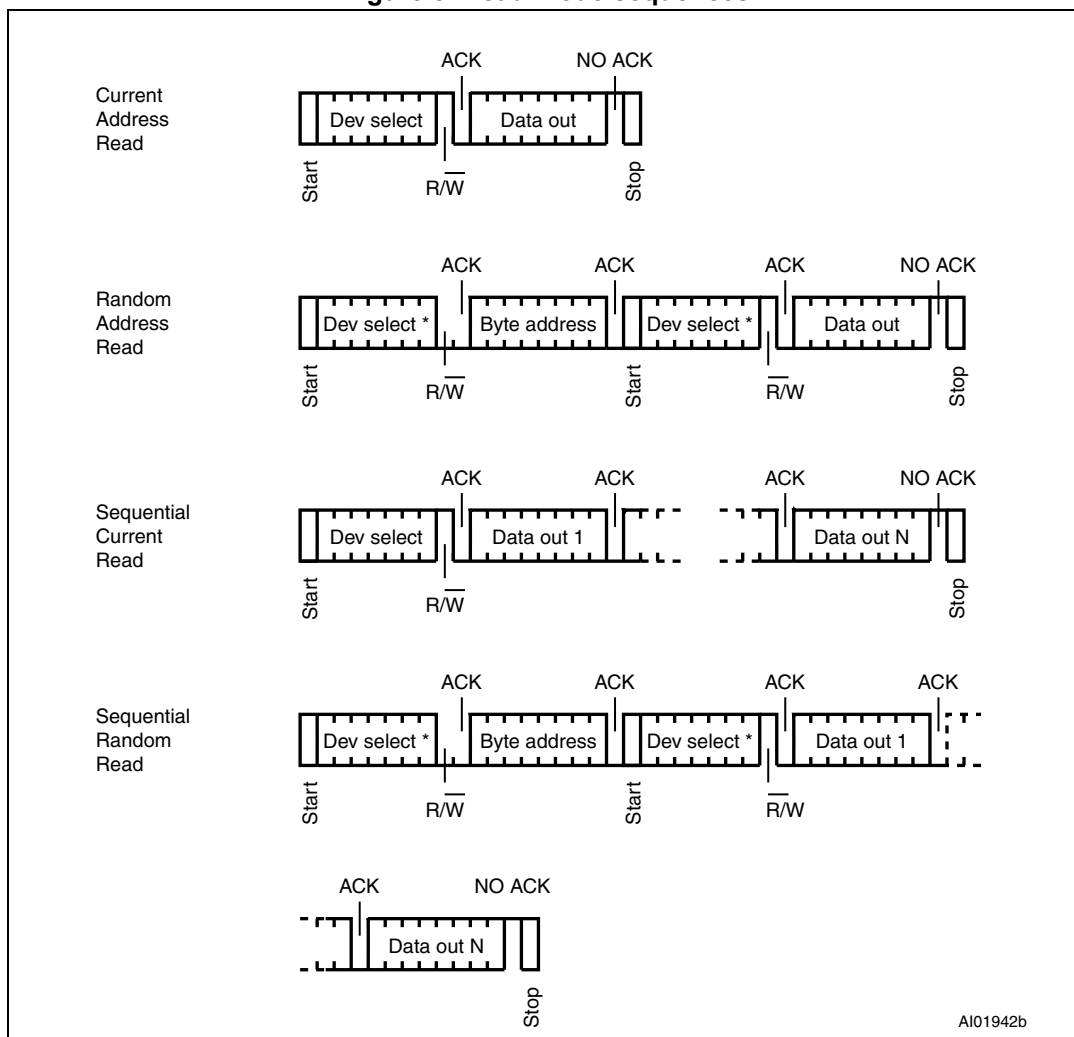 ACK NO ACK
Current
Address
Read
Dev select Data out
Start R/W̅ Stop
ACK ACK ACK NO ACK
Random
Address
Read
Dev select * Byte address Dev select * Data out
Start R/W̅ Start R̅/W Stop
ACK ACK ACK NO ACK
Sequential
Current
Read
Dev select Data out 1 Data out N
Start R/W̅ Stop
ACK ACK ACK ACK
Sequential
Random
Read
Dev select * Byte address Dev select * Data out 1
Start R/W̅ Start R̅/W
ACK NO ACK
Data out N
Stop
AI01942b